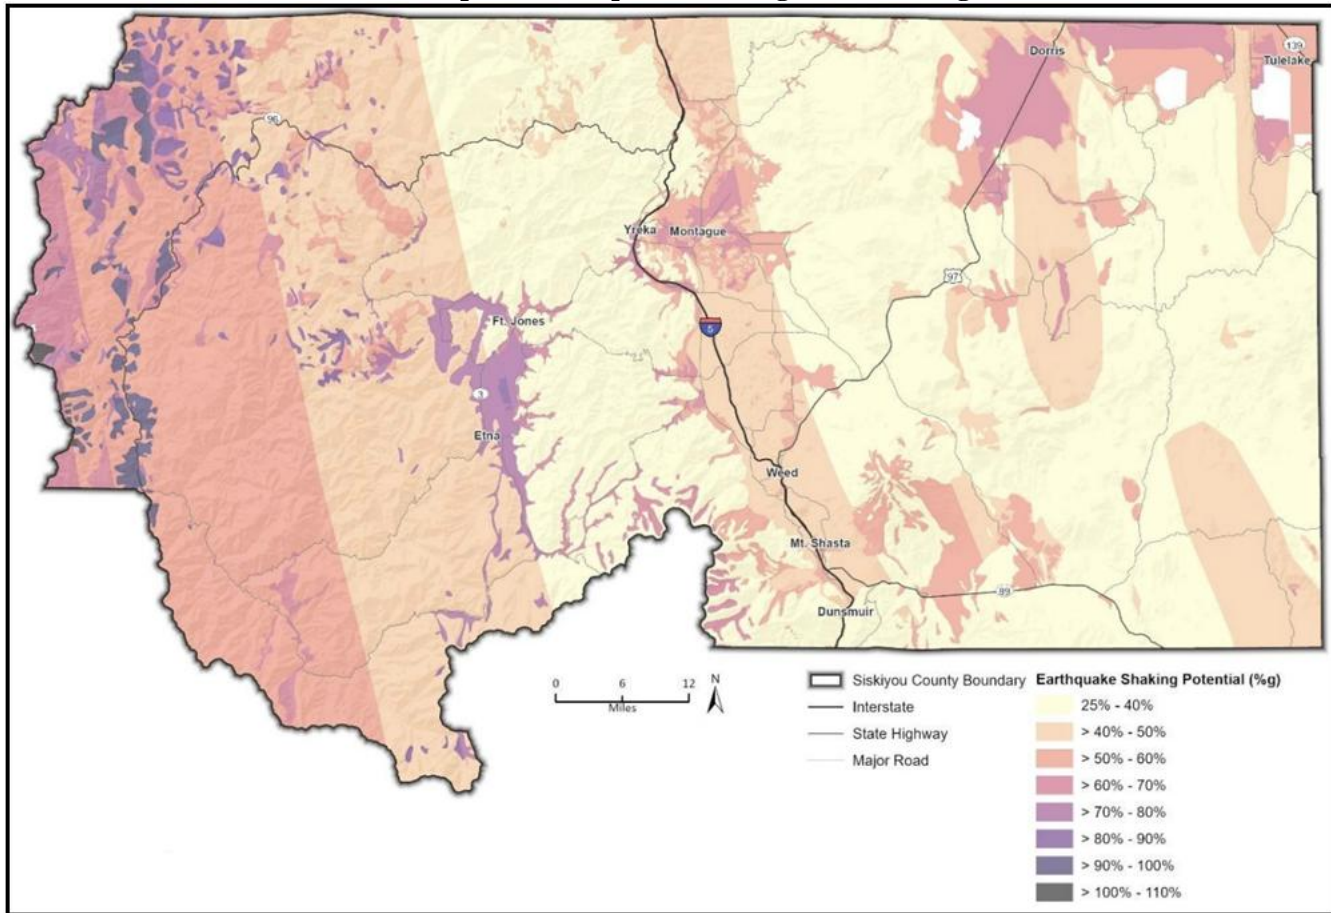 Dorris
139
Tulelake
96
Yreka
Montague
97
5
Ft. Jones
3
Etna
Weed
Mt. Shasta
89
Dunsmuir
0 6 12
Miles
N
Siskiyou County Boundary
Interstate
State Highway
Major Road
Earthquake Shaking Potential (%g)
25% - 40%
> 40% - 50%
> 50% - 60%
> 60% - 70%
> 70% - 80%
> 80% - 90%
> 90% - 100%
> 100% - 110%